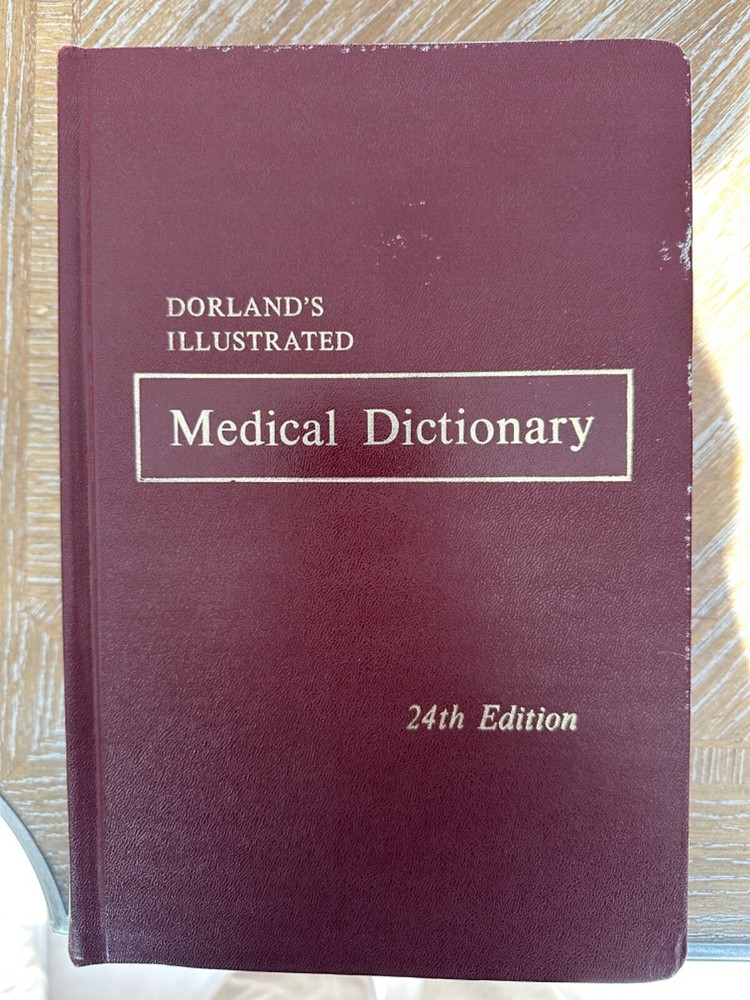 DORLAND'S
ILLUSTRATED
Medical Dictionary
24th Edition